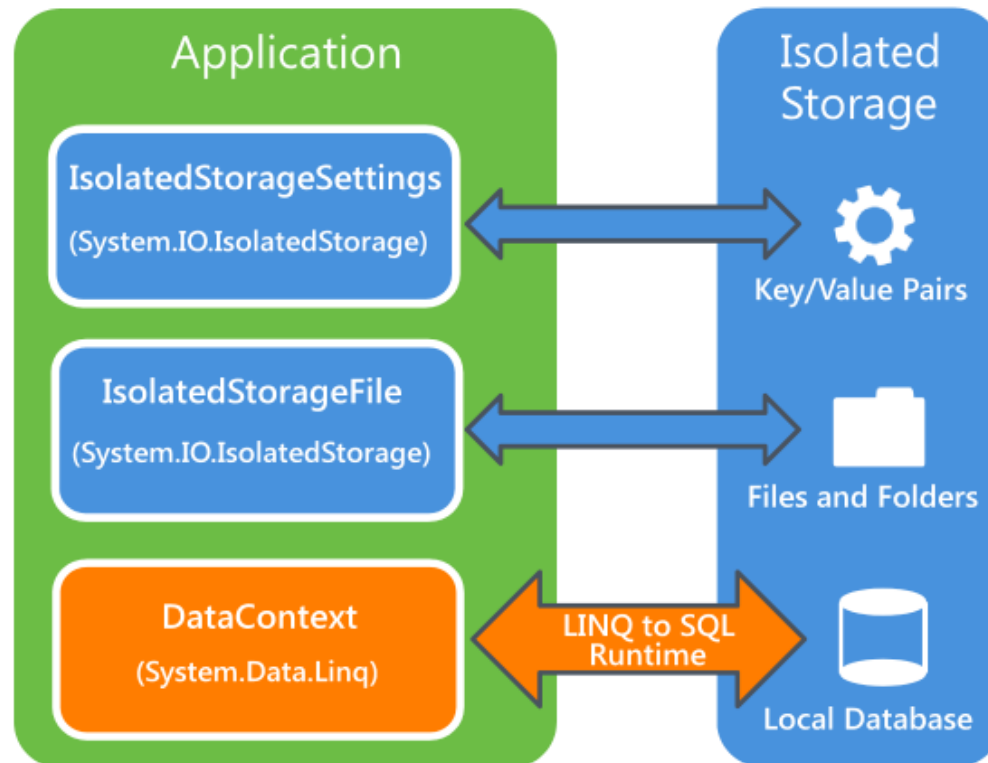 Application
IsolatedStorageSettings
(System.IO.IsolatedStorage)
IsolatedStorageFile
(System.IO.IsolatedStorage)
DataContext
(System.Data.Linq)
LINQ to SQL
Runtime
Isolated
Storage
Key/Value Pairs
Files and Folders
Local Database